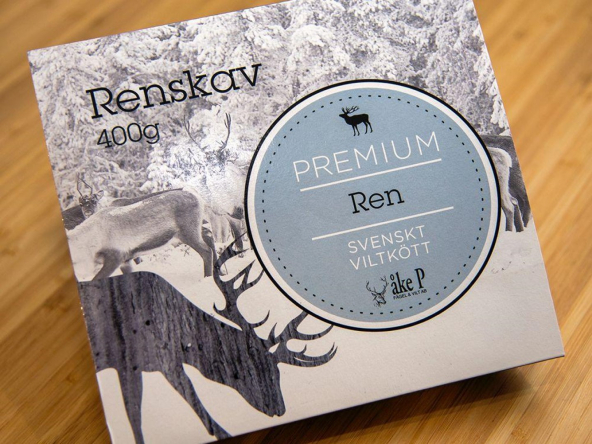 Renskav
400g
PREMIUM
Ren
SVENSKT
VILTKÖTT
åke P
FÅGEL & VILT AB